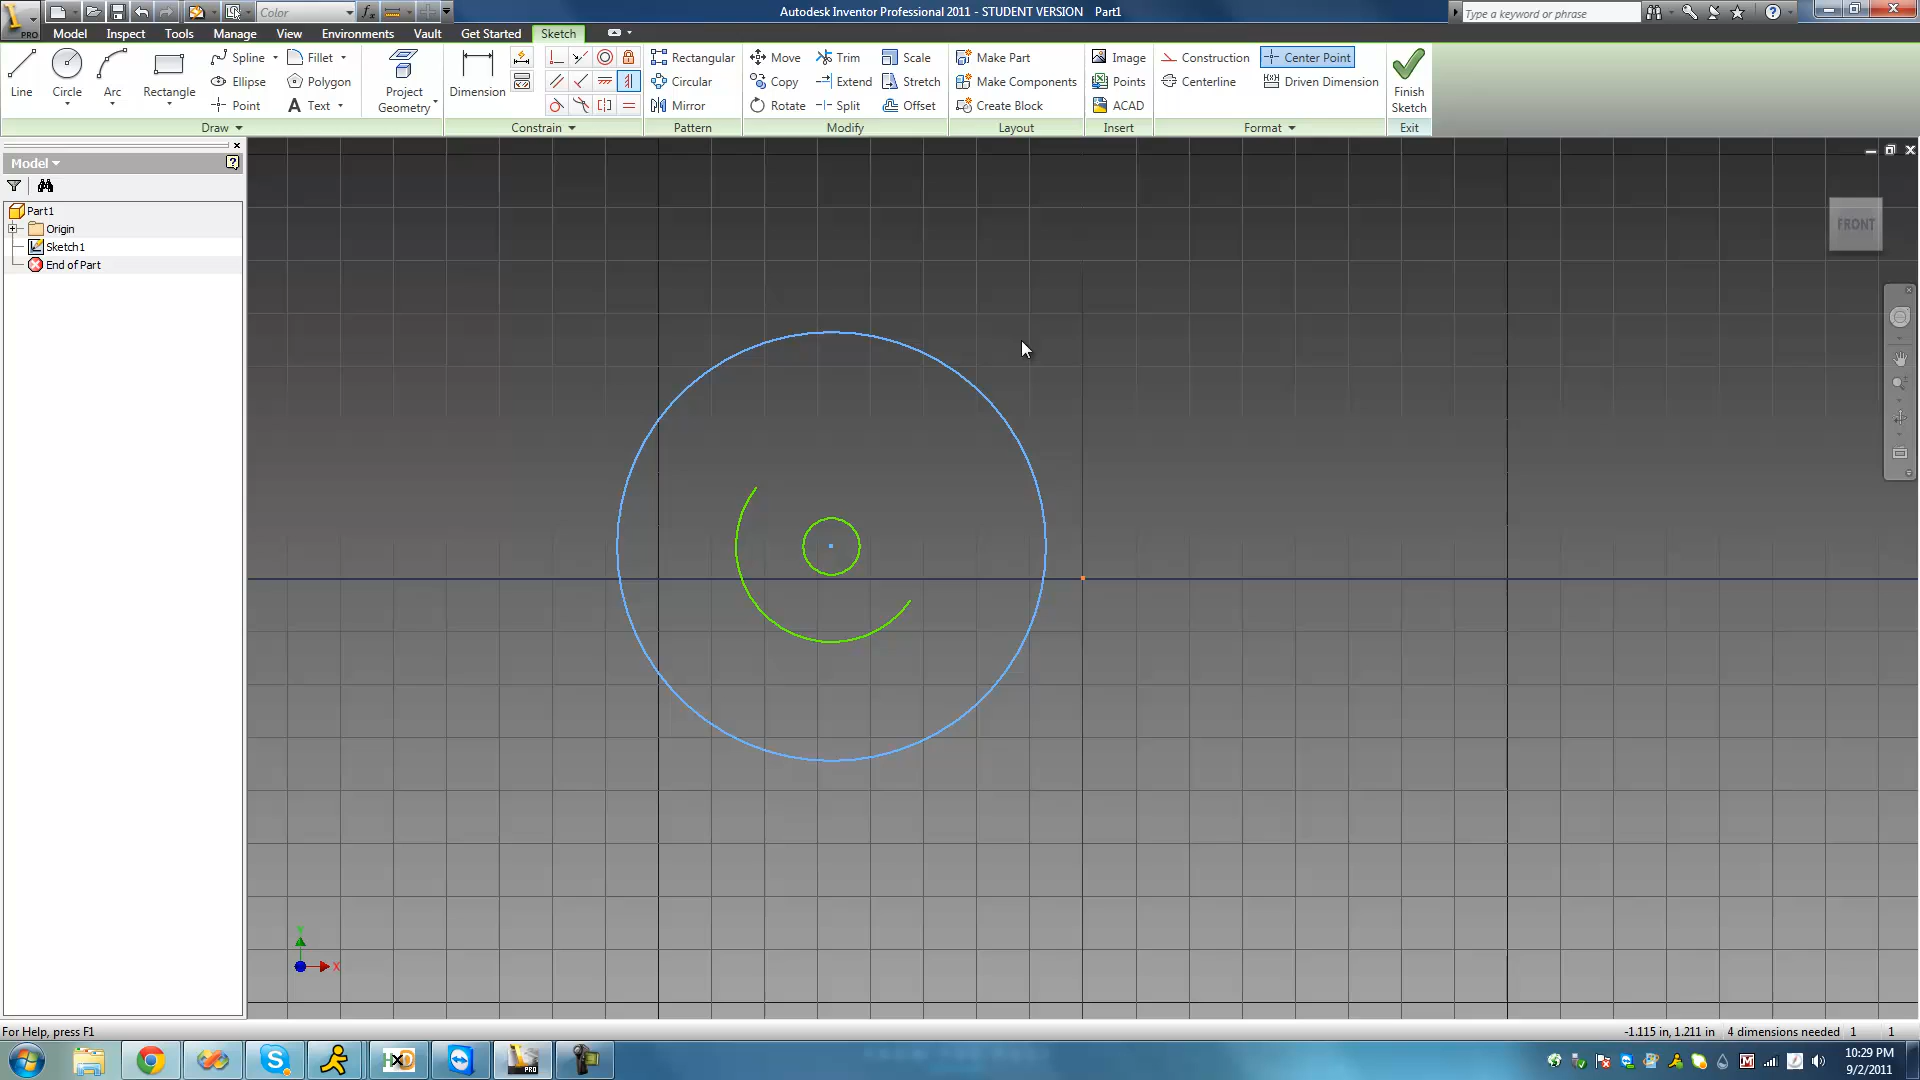 Color
Autodesk Inventor Professional 2011 - STUDENT VERSION Part1
Type a keyword or phrase
PRO
Model Inspect Tools Manage View Environments Vault Get Started Sketch
Line Circle Arc Rectangle
Spline Fillet
Ellipse Polygon
Point Text
Project Geometry
Dimension
Rectangular
Circular
Mirror
Move Trim Scale
Copy Extend Stretch
Rotate Split Offset
Make Part
Make Components
Create Block
Image
Points
ACAD
Construction Center Point
Centerline Driven Dimension
Finish Sketch
Draw Constrain Pattern Modify Layout Insert Format Exit
Model
Part1
Origin
Sketch1
End of Part
FRONT
Y
X
For Help, press F1
-1.115 in, 1.211 in 4 dimensions needed 1 1
PRO
10:29 PM
9/2/2011